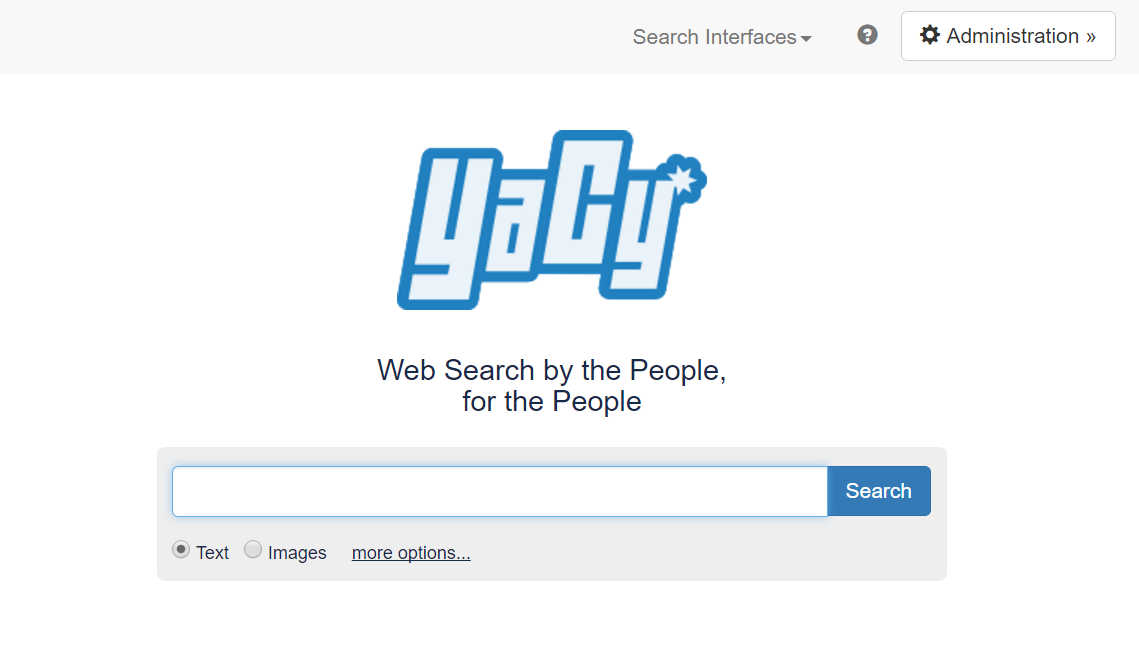 Search Interfaces
Administration »
YaCy
Web Search by the People,
for the People
Search
Text
Images
more options...